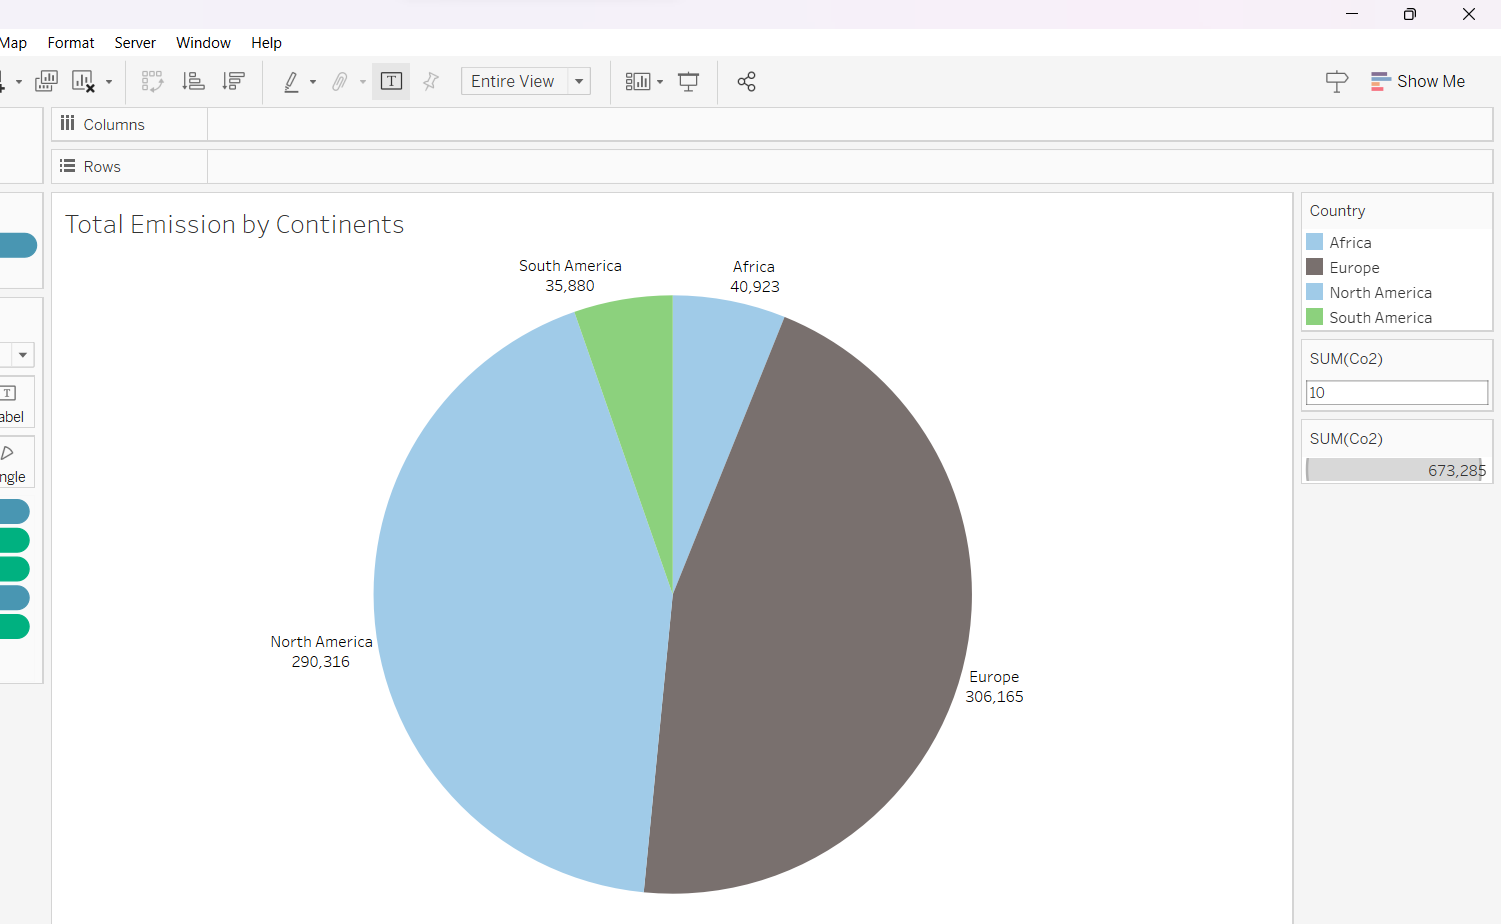 Map Format Server Window Help
Entire View
Show Me
Columns
Rows
Total Emission by Continents
South America
35,880
Africa
40,923
North America
290,316
Europe
306,165
Country
Africa
Europe
North America
South America
SUM(Co2)
10
SUM(Co2)
673,285
T
abel
ngle